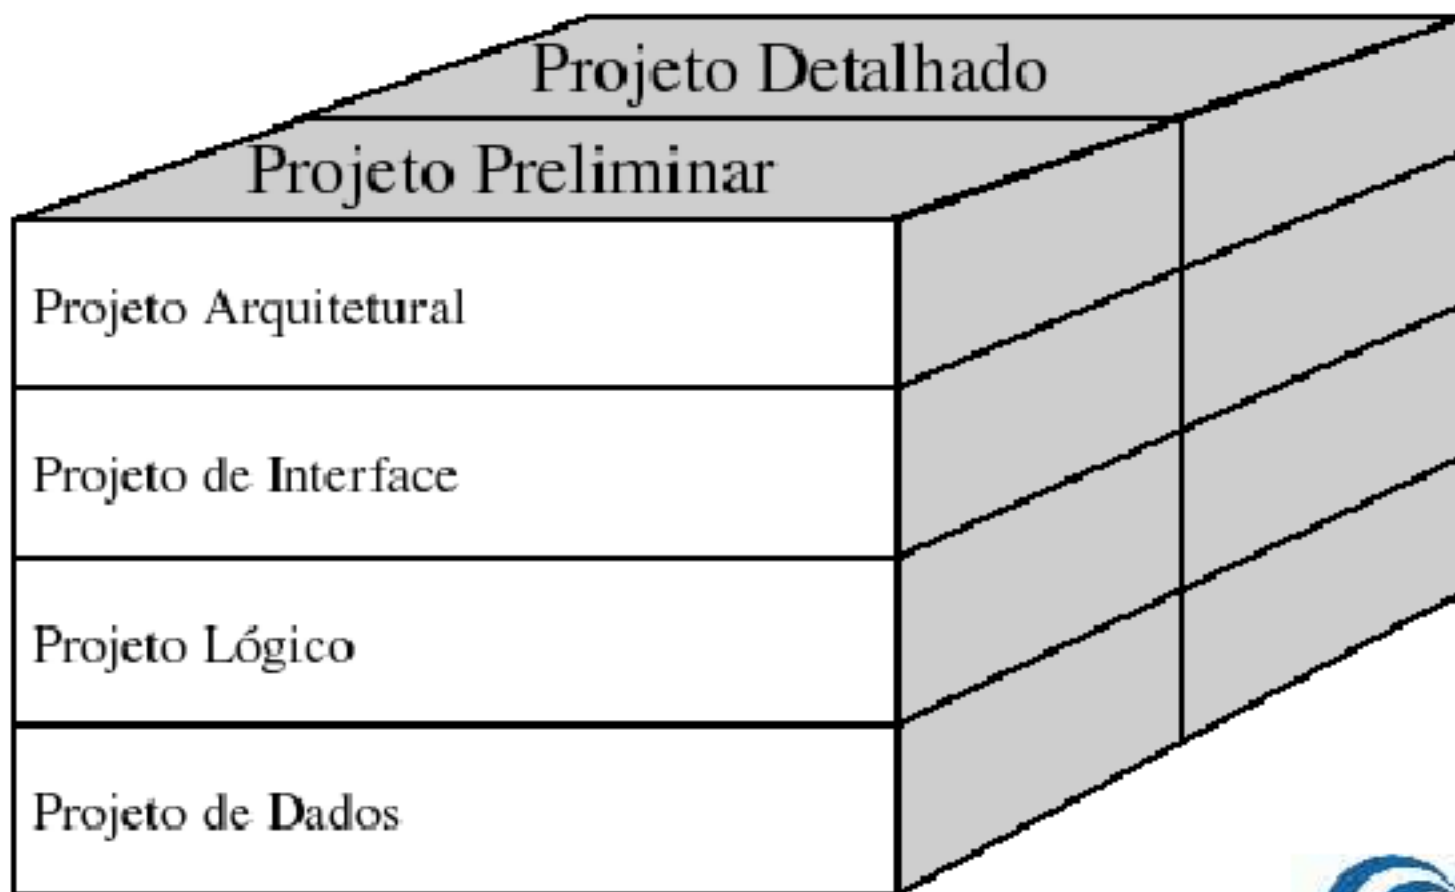 Projeto Detalhado
Projeto Preliminar
Projeto Arquitetural
Projeto de Interface
Projeto Lógico
Projeto de Dados